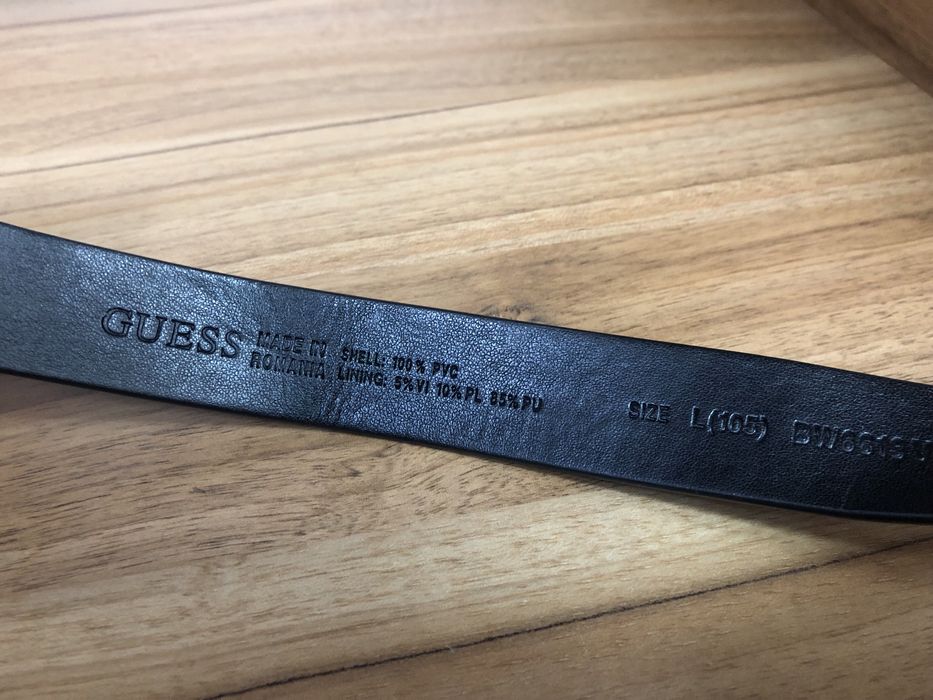 GUESS
MADE IN
ROMANIA
SHELL: 100% PVC
LINING: 5%VI 10%PL 85%PU
SIZE L(105)